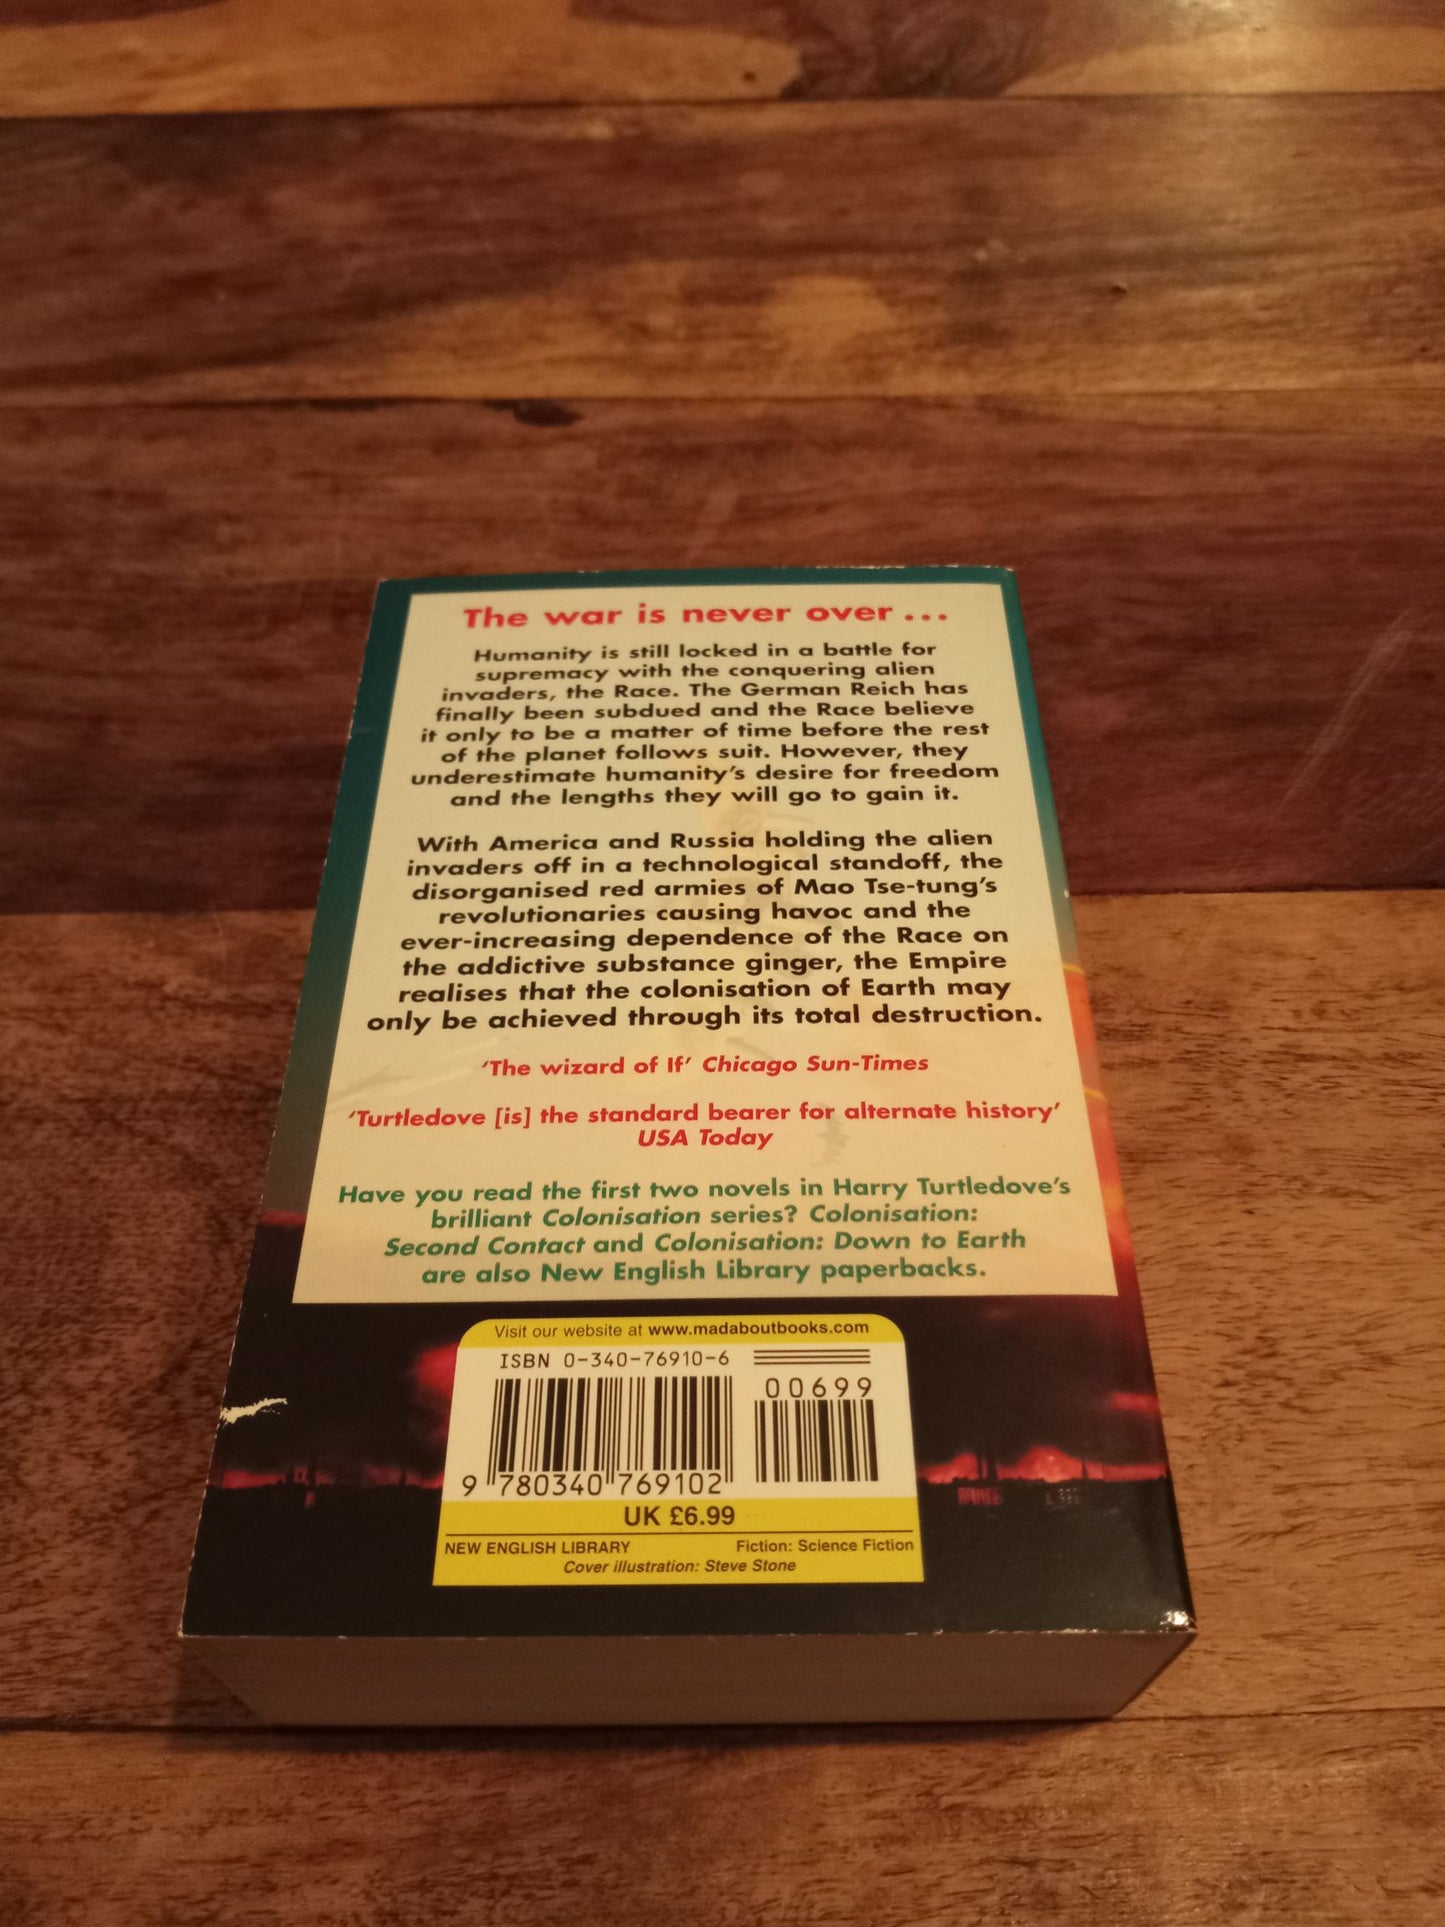 The war is never over...
Humanity is still locked in a battle for
supremacy with the conquering alien
invaders, the Race. The German Reich has
finally been subdued and the Race believe
it only to be a matter of time before the rest
of the planet follows suit. However, they
underestimate humanity's desire for freedom
and the lengths they will go to gain it.
With America and Russia holding the alien
invaders off in a technological standoff, the
disorganised red armies of Mao Tse-tung's
revolutionaries causing havoc and the
ever-increasing dependence of the Race on
the addictive substance ginger, the Empire
realises that the colonisation of Earth may
only be achieved through its total destruction.
'The wizard of If' Chicago Sun-Times
'Turtledove [is] the standard bearer for alternate history'
USA Today
Have you read the first two novels in Harry Turtledove's
brilliant Colonisation series? Colonisation:
Second Contact and Colonisation: Down to Earth
are also New English Library paperbacks.
Visit our website at www.madaboutbooks.com
ISBN 0-340-76910-6
00699
9 780340 769102
UK £6.99
NEW ENGLISH LIBRARY Fiction: Science Fiction
Cover illustration: Steve Stone